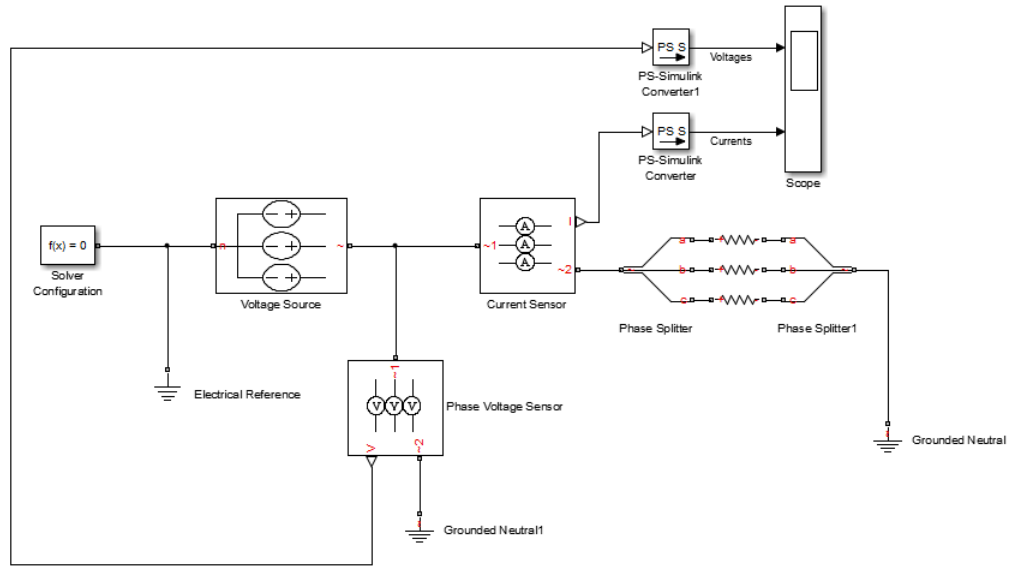 PS S
Voltages
PS-Simulink
Converter1
PS S
Currents
PS-Simulink
Converter
Scope
f(x) = 0
Solver
Configuration
n
~
Voltage Source
~1
A
A
A
I
~2
Current Sensor
a
b
c
Phase Splitter
+ -
+ -
+ -
a
b
c
Phase Splitter1
Electrical Reference
~1
V V V
V
~2
Phase Voltage Sensor
Grounded Neutral1
Grounded Neutral